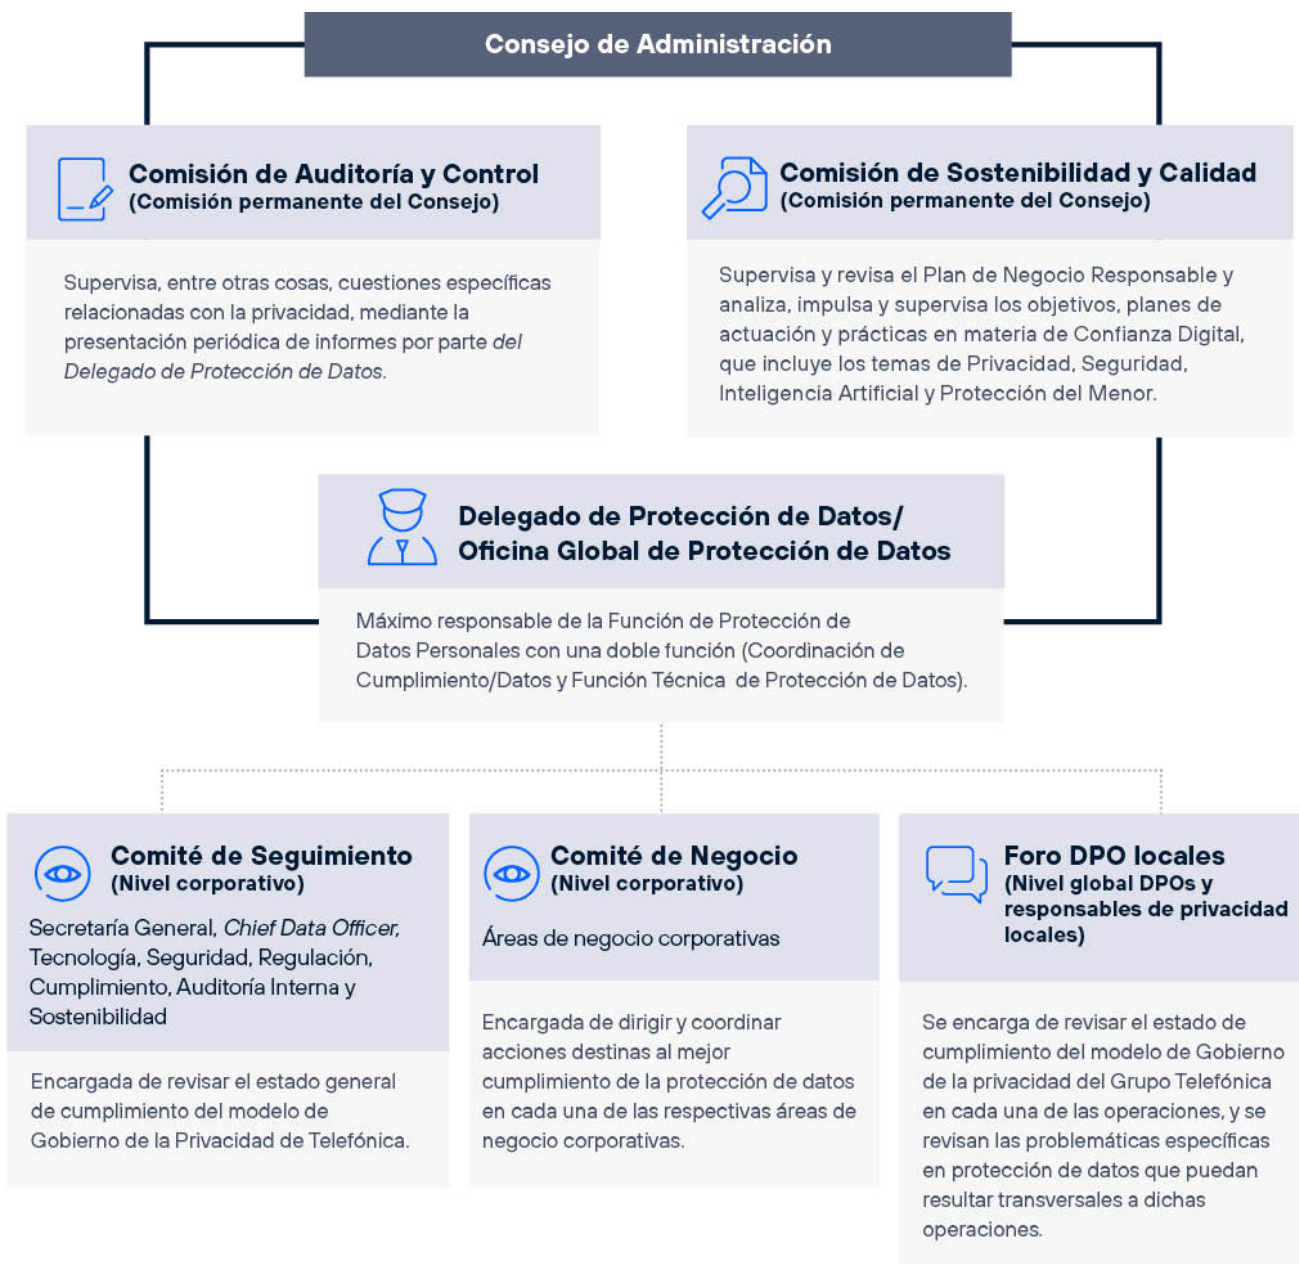 Consejo de Administración
Comisión de Auditoría y Control
(Comisión permanente del Consejo)
Supervisa, entre otras cosas, cuestiones específicas
relacionadas con la privacidad, mediante la
presentación periódica de informes por parte del
Delegado de Protección de Datos.
Comisión de Sostenibilidad y Calidad
(Comisión permanente del Consejo)
Supervisa y revisa el Plan de Negocio Responsable y
analiza, impulsa y supervisa los objetivos, planes de
actuación y prácticas en materia de Confianza Digital,
que incluye los temas de Privacidad, Seguridad,
Inteligencia Artificial y Protección del Menor.
Delegado de Protección de Datos/
Oficina Global de Protección de Datos
Máximo responsable de la Función de Protección de
Datos Personales con una doble función (Coordinación de
Cumplimiento/Datos y Función Técnica de Protección de Datos).
Comité de Seguimiento
(Nivel corporativo)
Secretaría General, Chief Data Officer,
Tecnología, Seguridad, Regulación,
Cumplimiento, Auditoría Interna y
Sostenibilidad
Encargada de revisar el estado general
de cumplimiento del modelo de
Gobierno de la Privacidad de Telefónica.
Comité de Negocio
(Nivel corporativo)
Áreas de negocio corporativas
Encargada de dirigir y coordinar
acciones destinas al mejor
cumplimiento de la protección de datos
en cada una de las respectivas áreas de
negocio corporativas.
Foro DPO locales
(Nivel global DPOs y
responsables de privacidad
locales)
Se encarga de revisar el estado de
cumplimiento del modelo de Gobierno
de la privacidad del Grupo Telefónica
en cada una de las operaciones, y se
revisan las problemáticas específicas
en protección de datos que puedan
resultar transversales a dichas
operaciones.